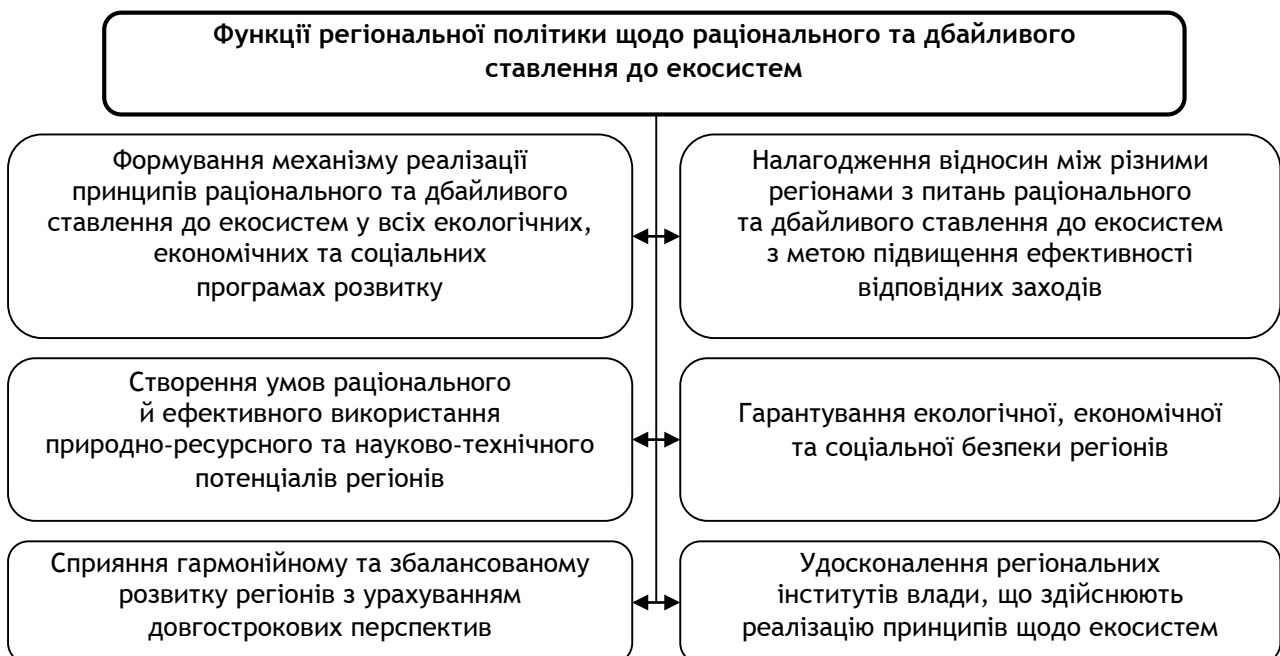 Функції регіональної політики щодо раціонального та дбайливого
ставлення до екосистем
Формування механізму реалізації
принципів раціонального та дбайливого
ставлення до екосистем у всіх екологічних,
економічних та соціальних
програмах розвитку
Налагодження відносин між різними
регіонами з питань раціонального
та дбайливого ставлення до екосистем
з метою підвищення ефективності
відповідних заходів
Створення умов раціонального
й ефективного використання
природно-ресурсного та науково-технічного
потенціалів регіонів
Гарантування екологічної, економічної
та соціальної безпеки регіонів
Сприяння гармонійному та збалансованому
розвитку регіонів з урахуванням
довгострокових перспектив
Удосконалення регіональних
інститутів влади, що здійснюють
реалізацію принципів щодо екосистем